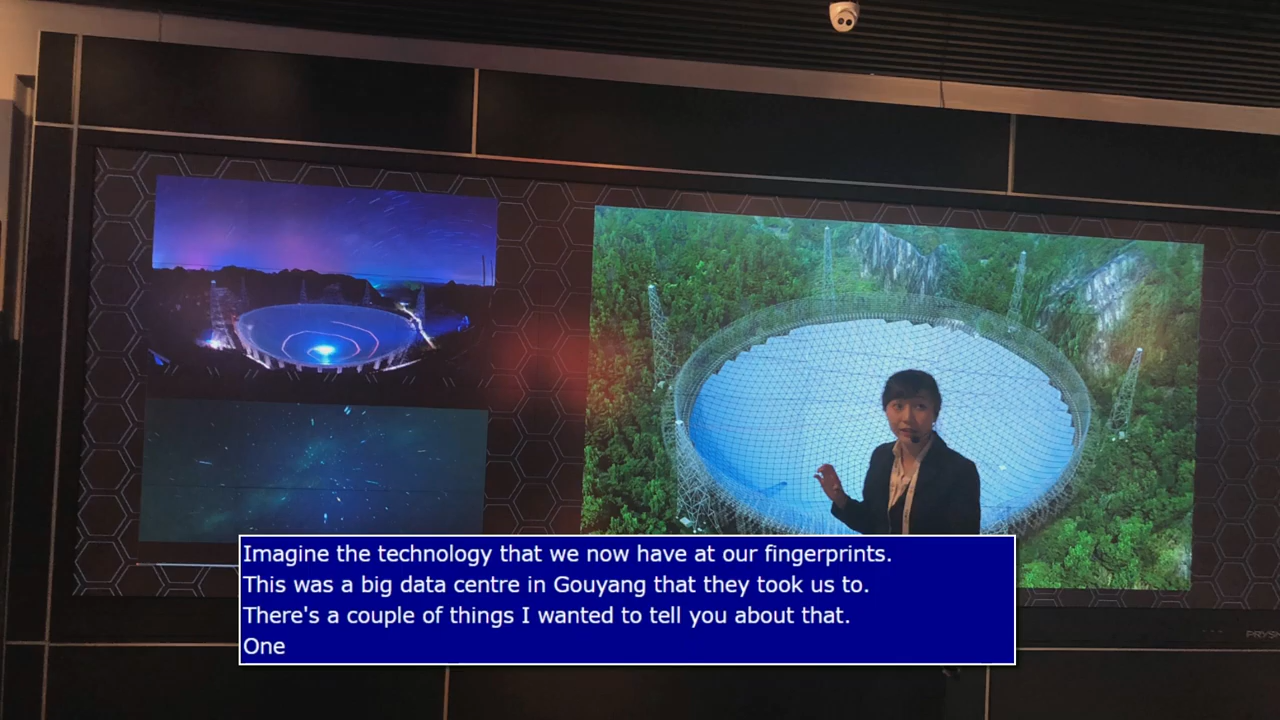 Imagine the technology that we now have at our fingerprints.
This was a big data centre in Gouyang that they took us to.
There's a couple of things I wanted to tell you about that.
One